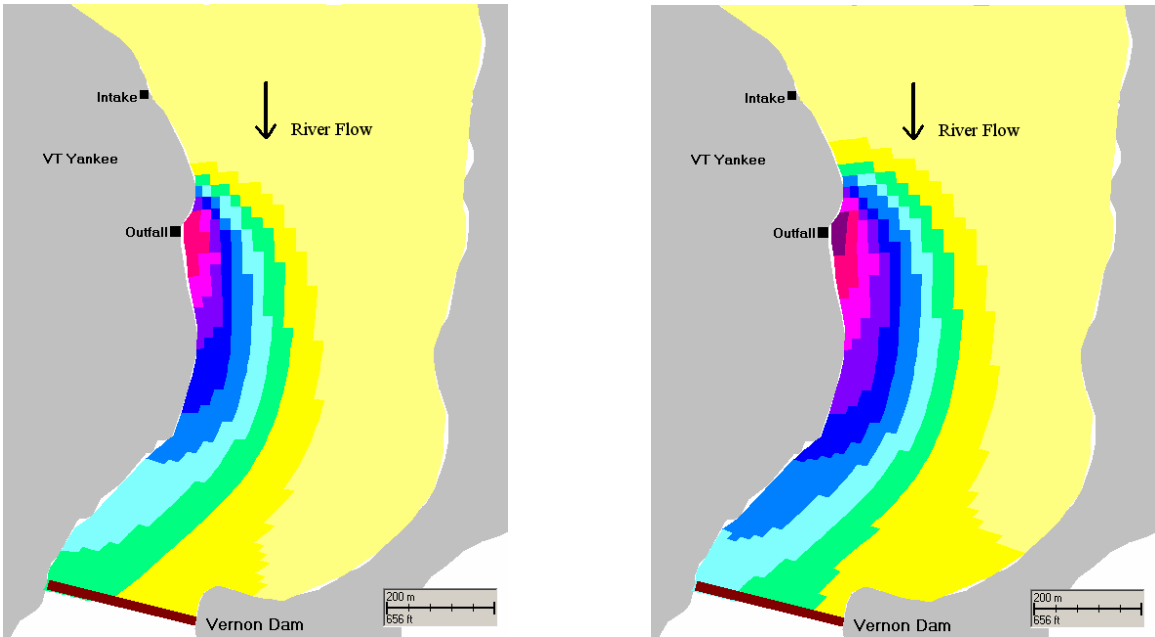 Intake
River Flow
VT Yankee
Outfall
200 m
656 ft
Vernon Dam
Intake
River Flow
VT Yankee
Outfall
200 m
656 ft
Vernon Dam